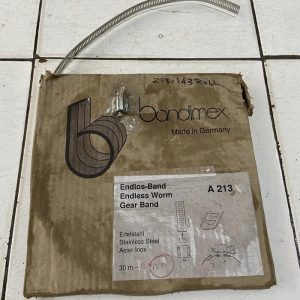 213-143 ROLL
bandimex
Made in Germany
Endlos-Band
Endless Worm
Gear Band
A 213
Edelstahl
Stainless Steel
Acier Inox
30 m